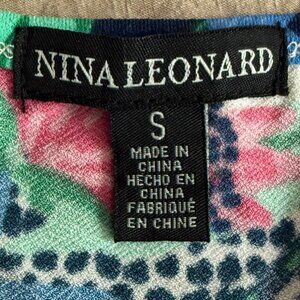 NINA LEONARD
S
MADE IN
CHINA
HECHO EN
CHINA
FABRIQUÉ
EN CHINE